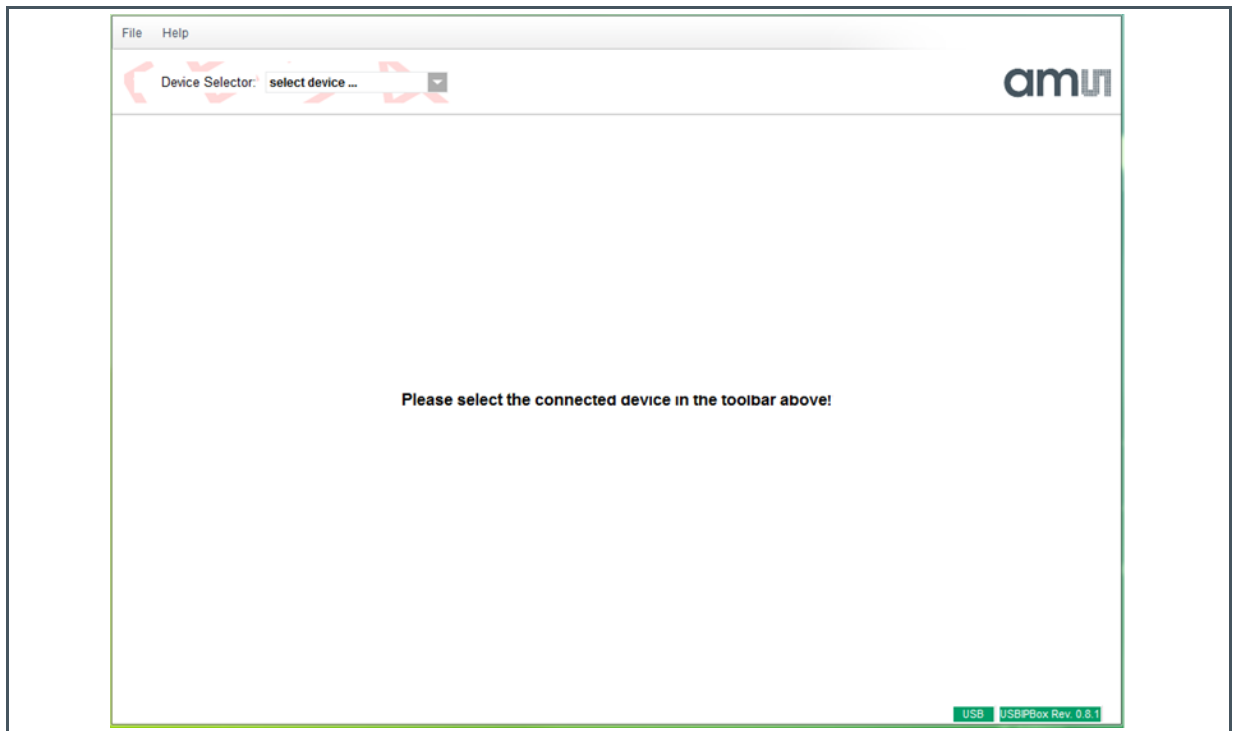 File Help
Device Selector: select device ...
amu
Please select the connected device in the toolbar above!
USB USBIPBox Rev. 0.8.1